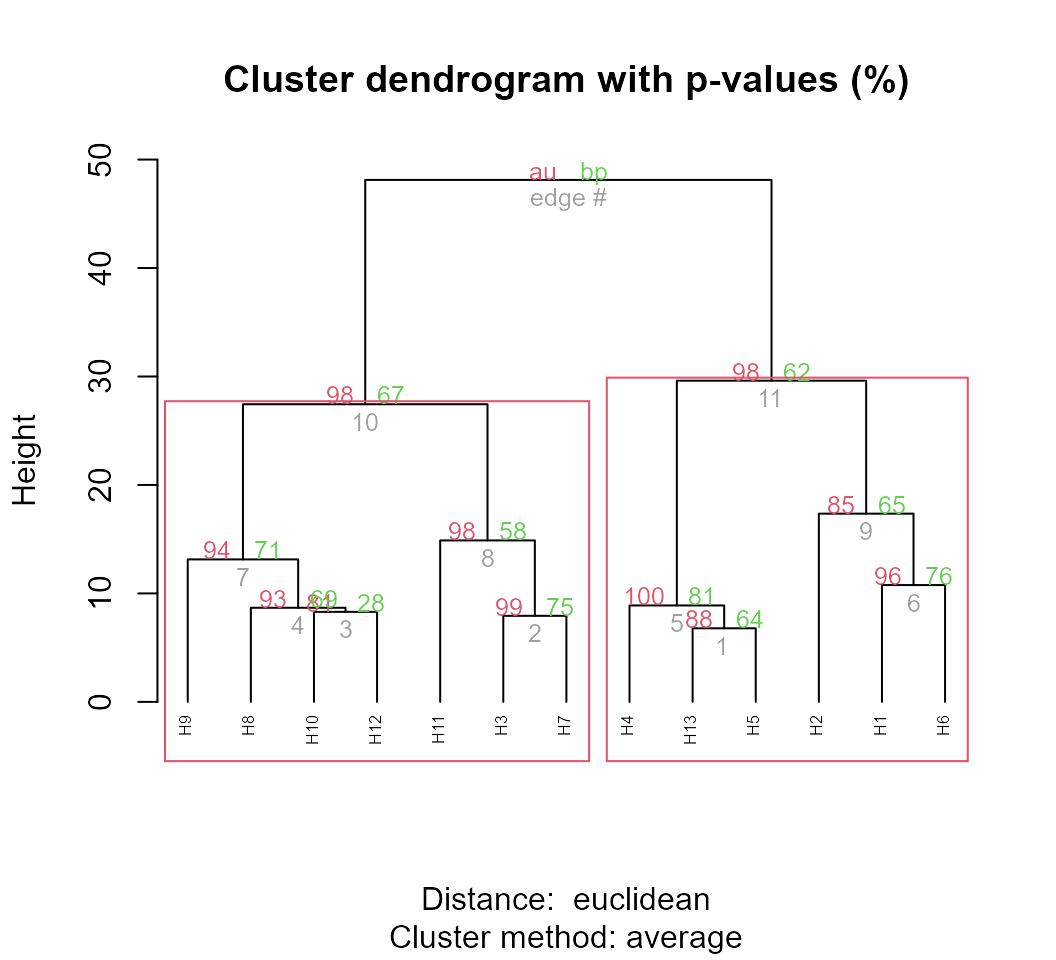 Cluster dendrogram with p-values (%)
50
40
30
20
10
0
Height
au bp
edge #
98 67
10
98 62
11
94 71
7
93 69
4
81 28
3
98 58
8
99 75
2
100 81
5
88 64
1
85 65
9
96 76
6
H9
H8
H10
H12
H11
H3
H7
H4
H13
H5
H2
H1
H6
Distance: euclidean
Cluster method: average